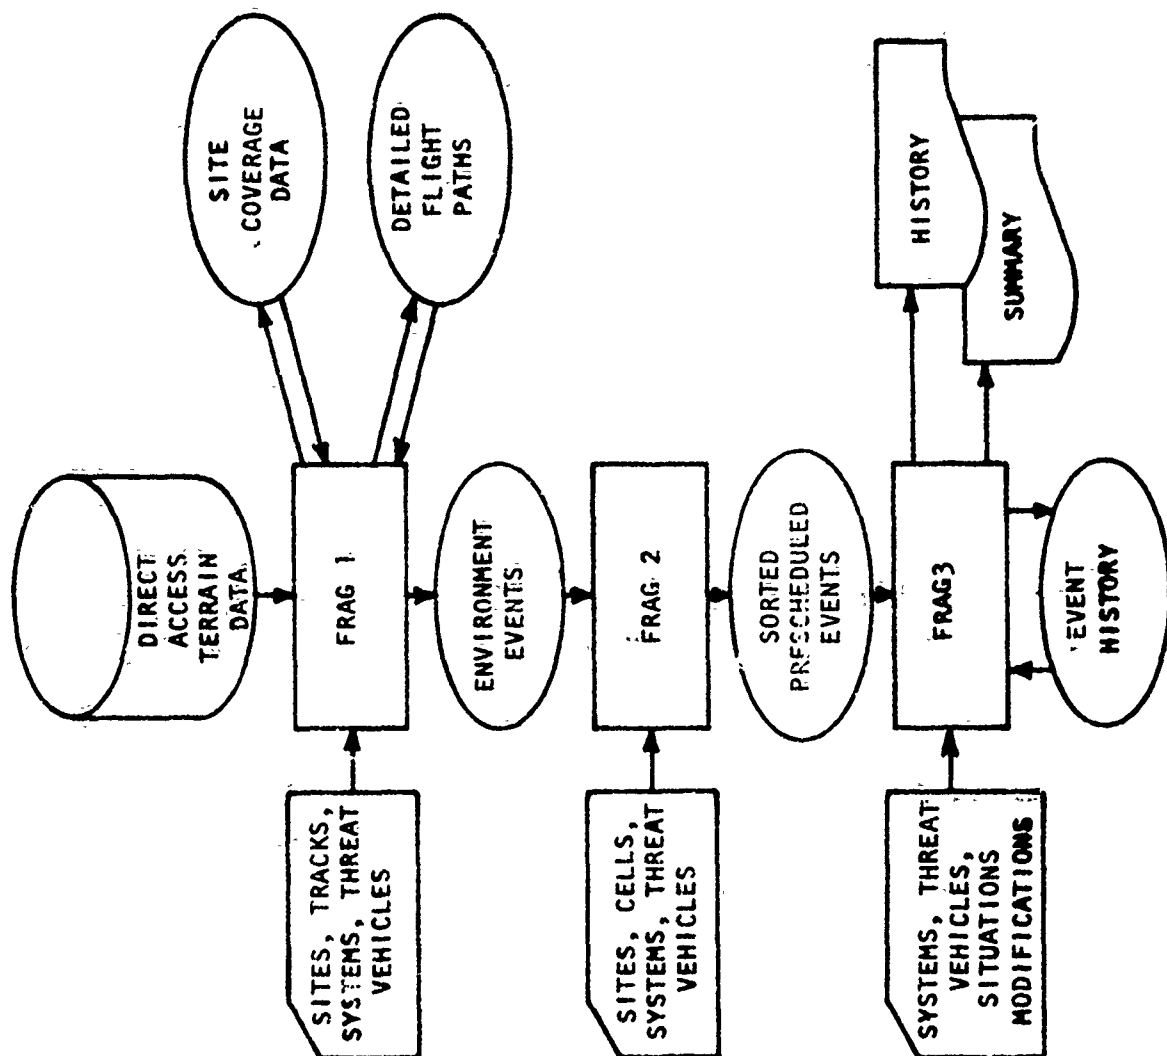 DIRECT
ACCESS
TERRAIN
DATA
SITE
COVERAGE
DATA
DETAILED
FLIGHT
PATHS
SITES, TRACKS,
SYSTEMS, THREAT
VEHICLES
FRAG 1
ENVIRONMENT
EVENTS
SITES, CELLS,
SYSTEMS, THREAT
VEHICLES
FRAG 2
SORTED
PRESCHEDULED
EVENTS
SYSTEMS, THREAT
VEHICLES,
SITUATIONS
MODIFICATIONS
FRAG3
HISTORY
SUMMARY
EVENT
HISTORY